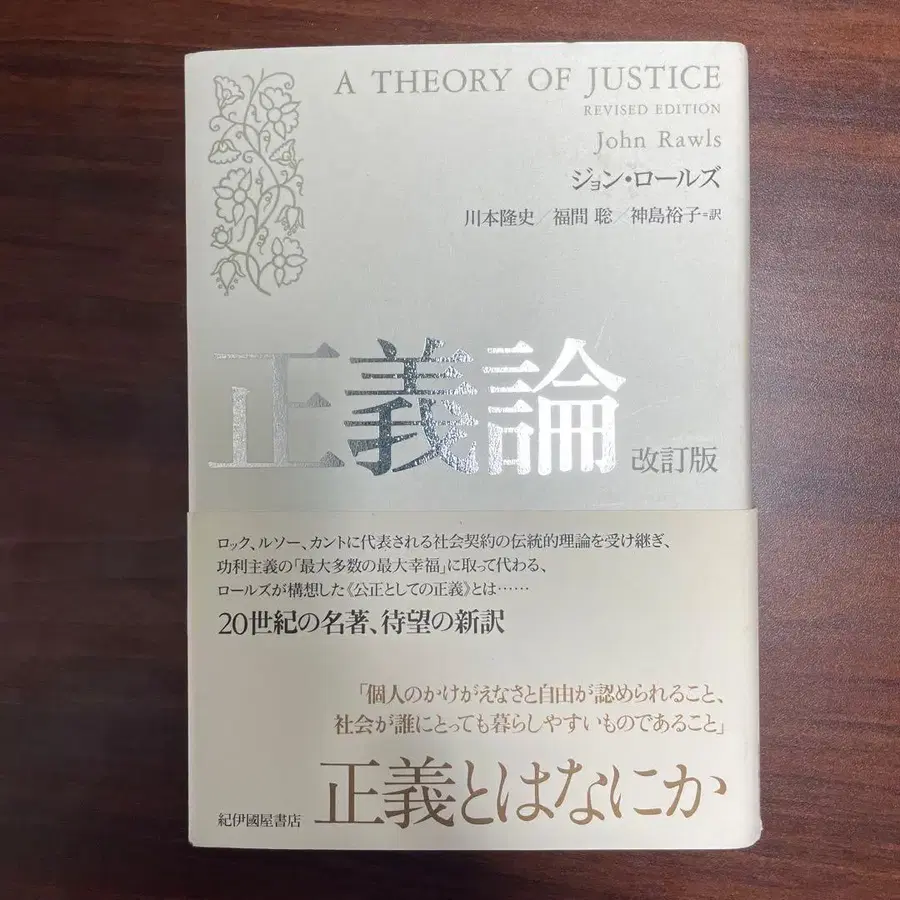 A THEORY OF JUSTICE
REVISED EDITION
John Rawls
ジョン・ロールズ
川本隆史／福間 聡／神島裕子=訳
正義論
改訂版
ロック、ルソー、カントに代表される社会契約の伝統的理論を受け継ぎ、
功利主義の「最大多数の最大幸福」に取って代わる、
ロールズが構想した《公正としての正義》とは……
20世紀の名著、待望の新訳
「個人のかけがえなさと自由が認められること、
社会が誰にとっても暮らしやすいものであること」
正義とはなにか
紀伊國屋書店